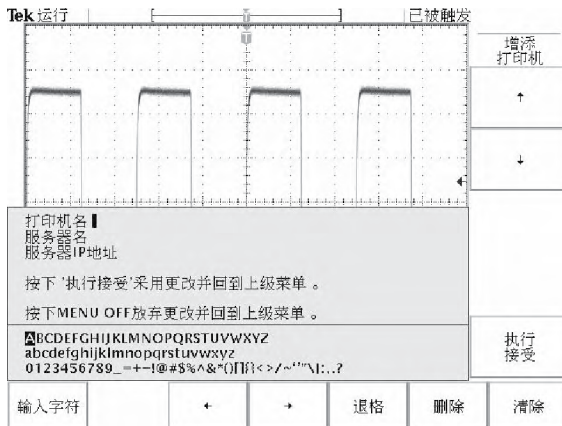 Tek 运行
已被触发
T
T
增添
打印机
↑
↓
打印机名
服务器名
服务器IP地址
按下 '执行接受'采用更改并回到上级菜单 。
按下MENU OFF放弃更改并回到上级菜单 。
ABCDEFGHIJKLMNOPQRSTUVWXYZ
abcdefghijklmnopqrstuvwxyz
0123456789_=+-!@#$%^&*()[]{}<>/~'"\|:,.?
执行
接受
输入字符
←
→
退格
删除
清除